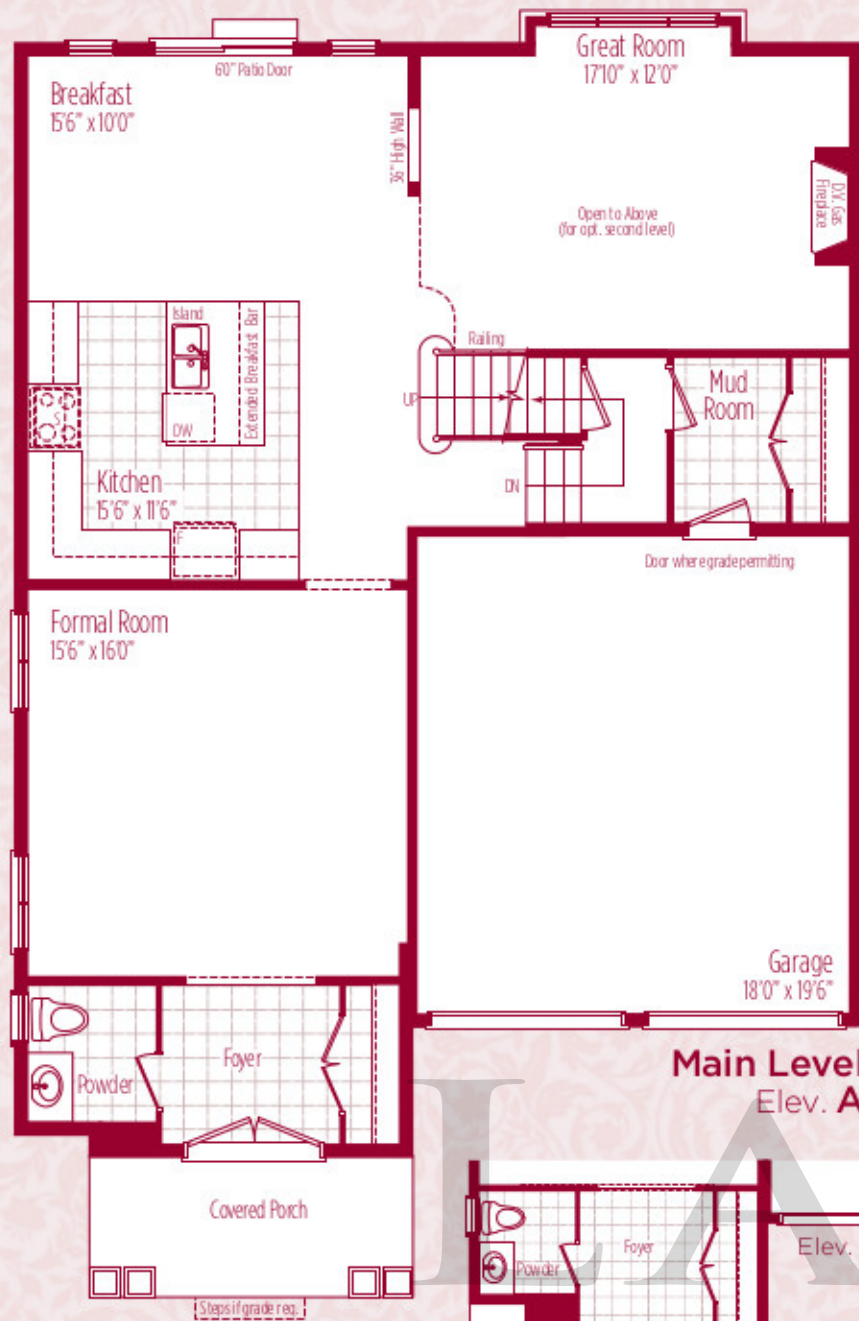 Great Room
17'10" x 12'0"
6'0" Patio Door
Breakfast
15'6" x 10'0"
36" High Wall
D.V. Gas
Fireplace
Open to Above
(for opt. second level)
Island
Extended Breakfast Bar
Railing
UP
Mud
Room
S
DW
Kitchen
15'6" x 11'6"
DN
F
Door where grade permitting
Formal Room
15'6" x 16'0"
Garage
18'0" x 19'6"
Foyer
Powder
Main Level
Elev. A
Covered Porch
Steps if grade req.
Foyer
Powder
Elev.
LA